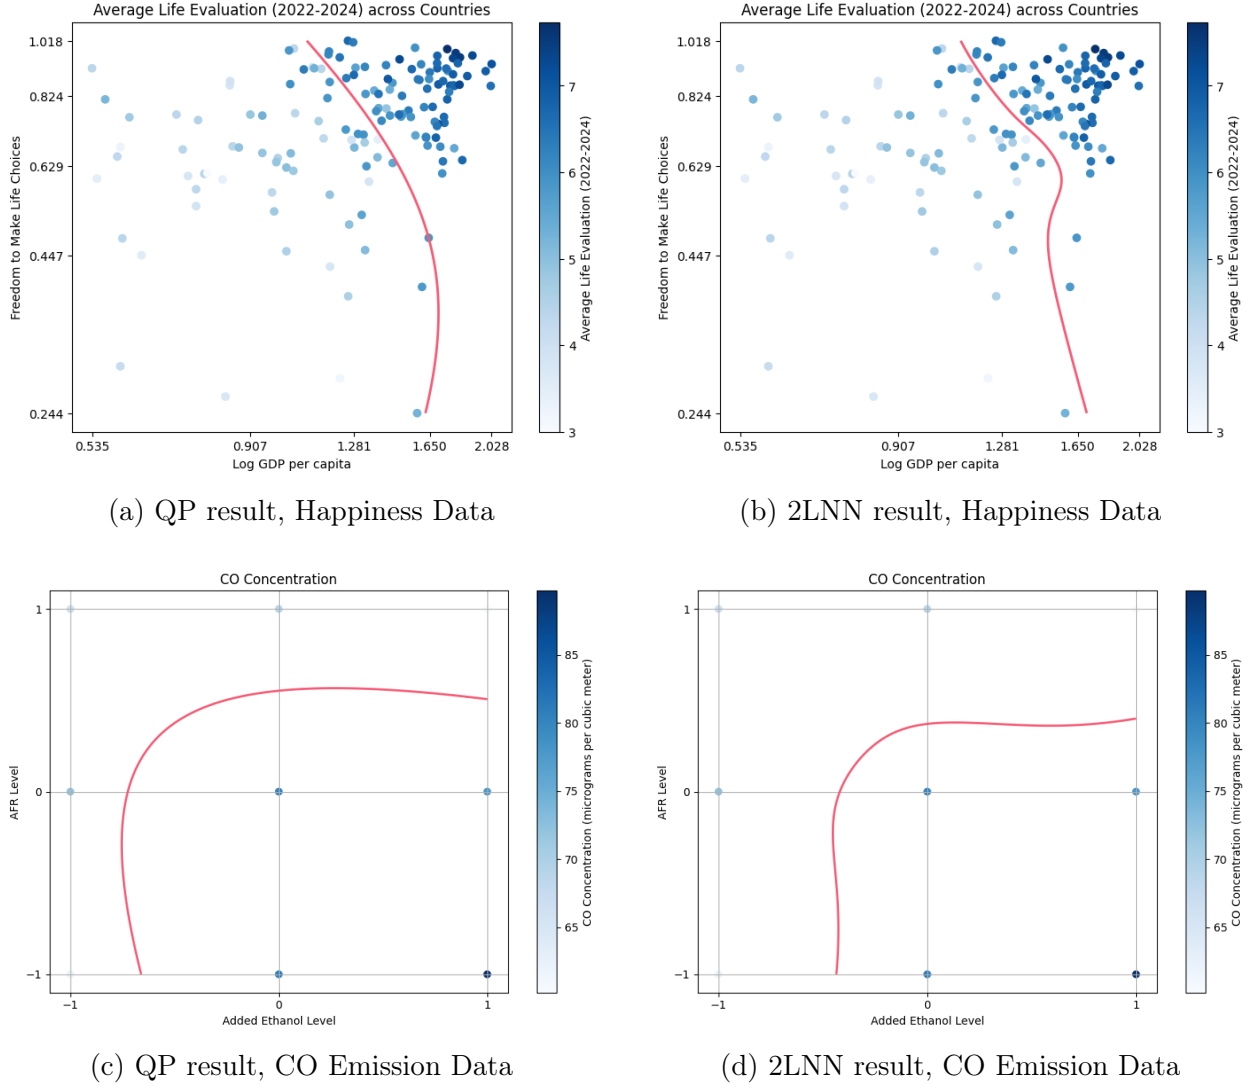 Average Life Evaluation (2022-2024) across Countries
1.018
0.824
0.629
0.447
0.244
Freedom to Make Life Choices
0.535 0.907 1.281 1.650 2.028
Log GDP per capita
7
6
5
4
3
Average Life Evaluation (2022-2024)
(a) QP result, Happiness Data
Average Life Evaluation (2022-2024) across Countries
1.018
0.824
0.629
0.447
0.244
Freedom to Make Life Choices
0.535 0.907 1.281 1.650 2.028
Log GDP per capita
7
6
5
4
3
Average Life Evaluation (2022-2024)
(b) 2LNN result, Happiness Data
CO Concentration
1
0
−1
AFR Level
−1 0 1
Added Ethanol Level
85
80
75
70
65
CO Concentration (micrograms per cubic meter)
(c) QP result, CO Emission Data
CO Concentration
1
0
−1
AFR Level
−1 0 1
Added Ethanol Level
85
80
75
70
65
CO Concentration (micrograms per cubic meter)
(d) 2LNN result, CO Emission Data